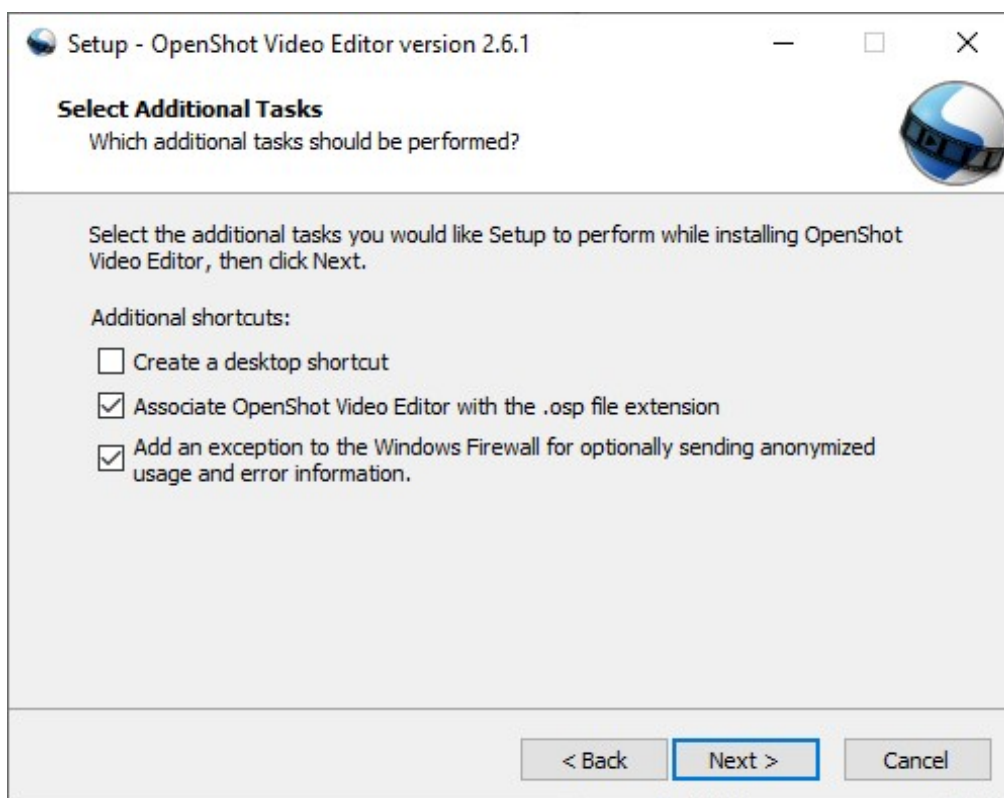 Setup - OpenShot Video Editor version 2.6.1
Select Additional Tasks
Which additional tasks should be performed?
Select the additional tasks you would like Setup to perform while installing OpenShot
Video Editor, then click Next.
Additional shortcuts:
Create a desktop shortcut
Associate OpenShot Video Editor with the .osp file extension
Add an exception to the Windows Firewall for optionally sending anonymized
usage and error information.
< Back Next > Cancel